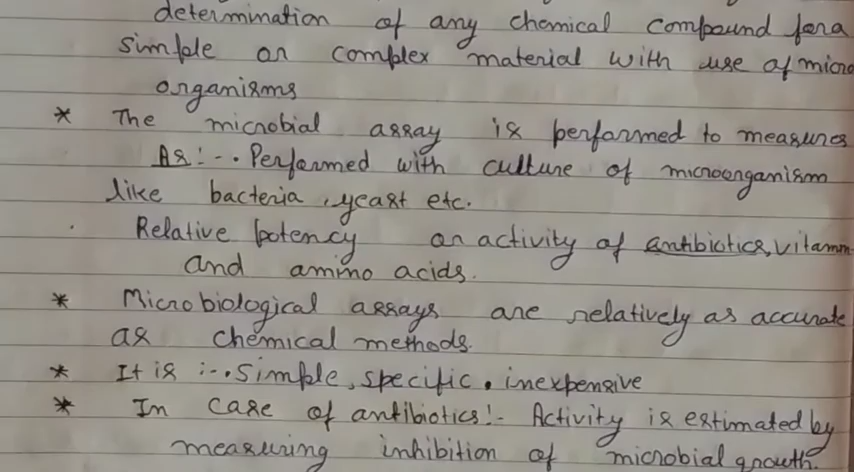 determination of any chemical compound for a
simple or complex material with use of micro
organisms
* The microbial assay is performed to measures
As:-. Performed with culture of microorganism
like bacteria, yeast etc.
Relative potency or activity of antibiotics, vitamin
and amino acids.
* Microbiological assays are relatively as accurate
as chemical methods.
* It is :-. Simple, specific. inexpensive
* In case of antibiotics:- Activity is estimated by
measuring inhibition of microbial growth.